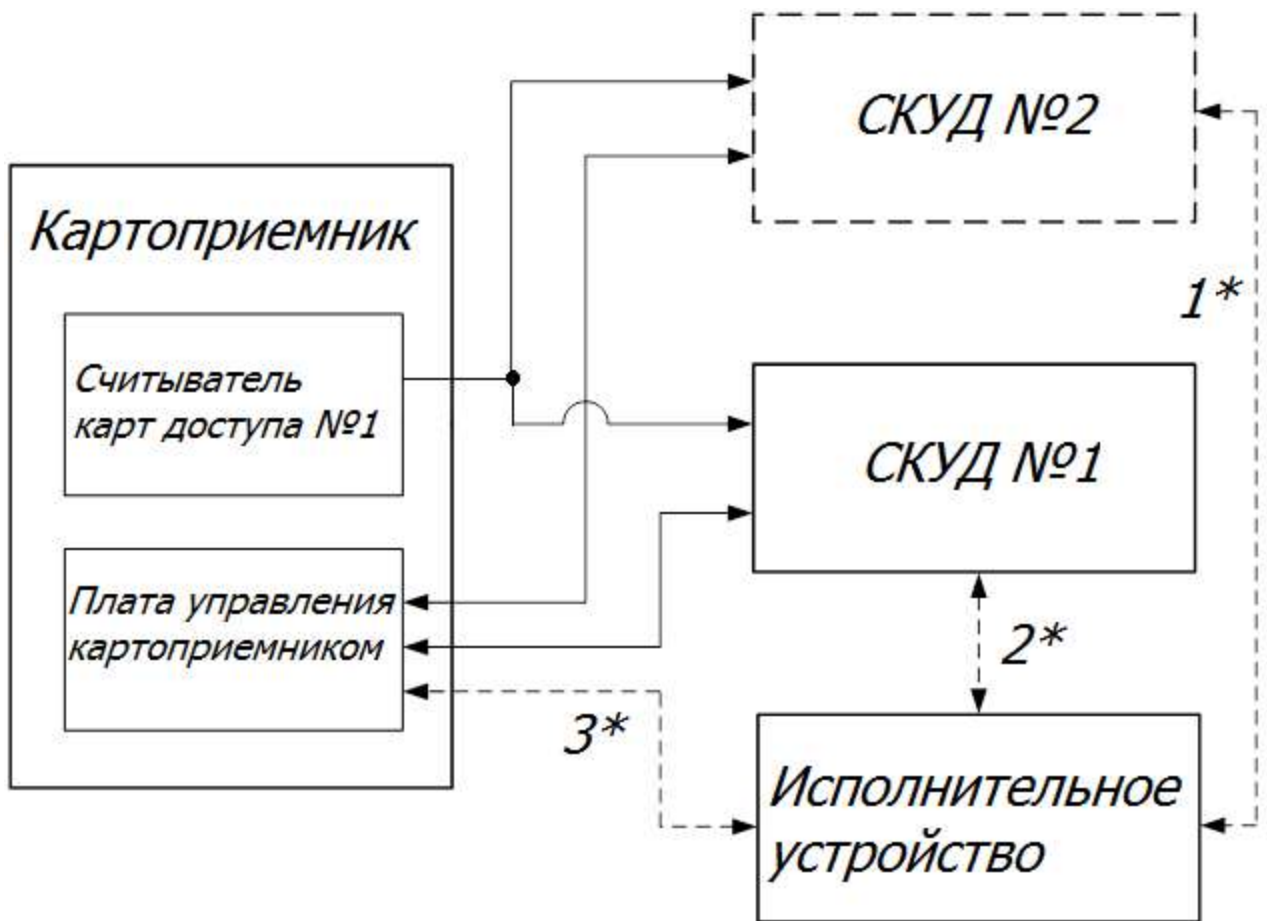 СКУД №2
Картоприемник
1*
Считыватель
карт доступа №1
СКУД №1
Плата управления
картоприемником
2*
3*
Исполнительное
устройство